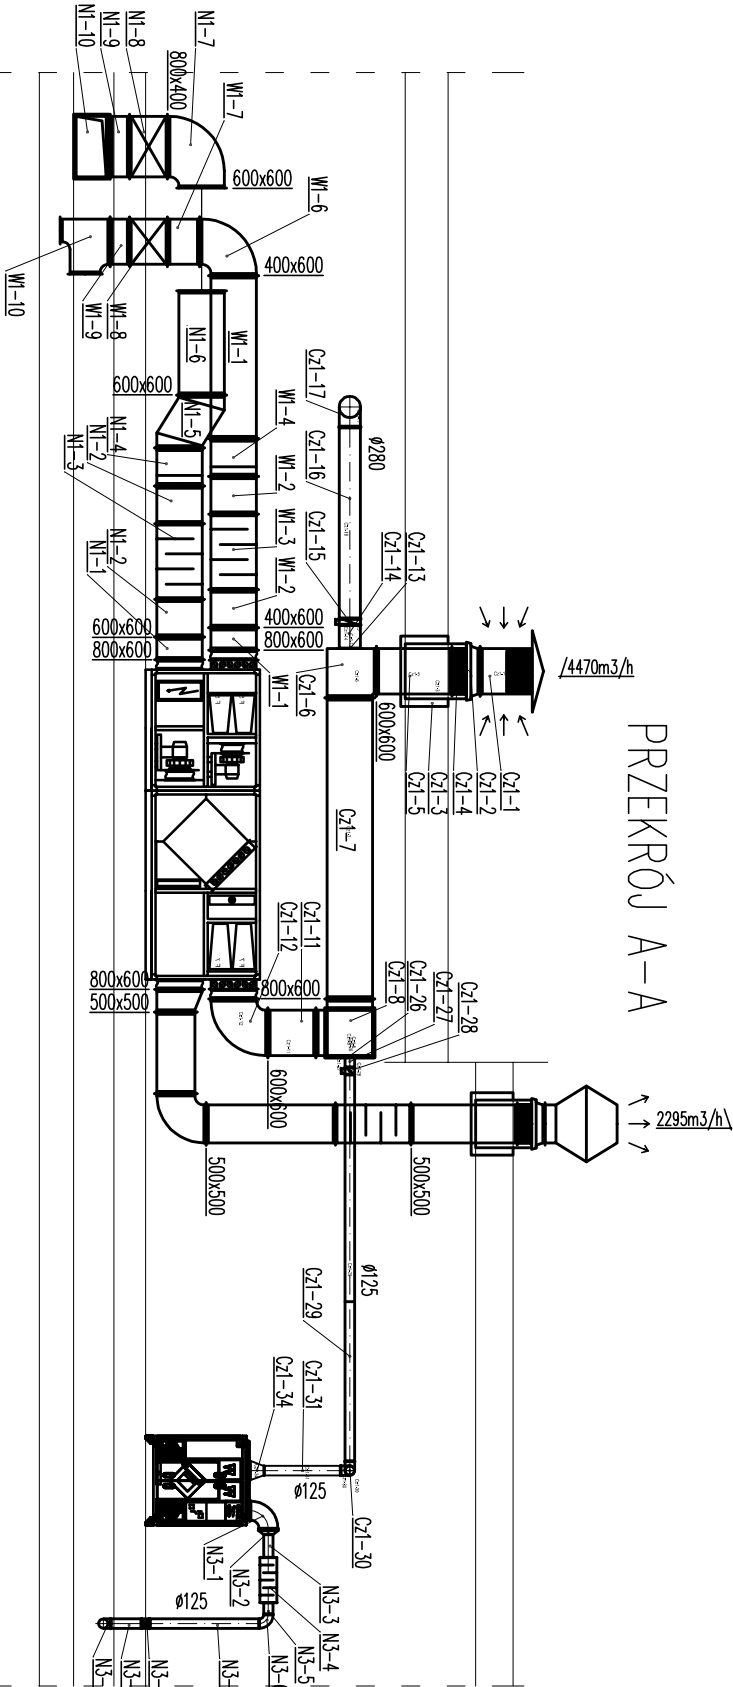 PRZEKRÓJ A-A
N1-10
N1-9
N1-8
N1-7
800x400
W1-7
600x600
W1-6
400x600
W1-10
W1-9
W1-8
N1-6
W1-1
600x600
N1-5
N1-4
N1-2
N1-3
N1-2
N1-1
600x600
800x600
W1-4
W1-2
W1-3
W1-2
400x600
800x600
W1-1
Cz1-17
Cz1-16
ø280
Cz1-15
Cz1-14
Cz1-13
Cz1-6
600x600
/4470m3/h
Cz1-1
Cz1-2
Cz1-4
Cz1-3
Cz1-5
Cz1-7
Cz1-11
Cz1-12
Cz1-8
Cz1-26
Cz1-27
Cz1-28
800x600
500x500
800x600
600x600
500x500
500x500
2295m3/h\
ø125
Cz1-29
Cz1-31
Cz1-34
ø125
Cz1-30
N3-1
N3-2
N3-3
N3-4
N3-5
ø125
N3-
N3-
N3-
N3-